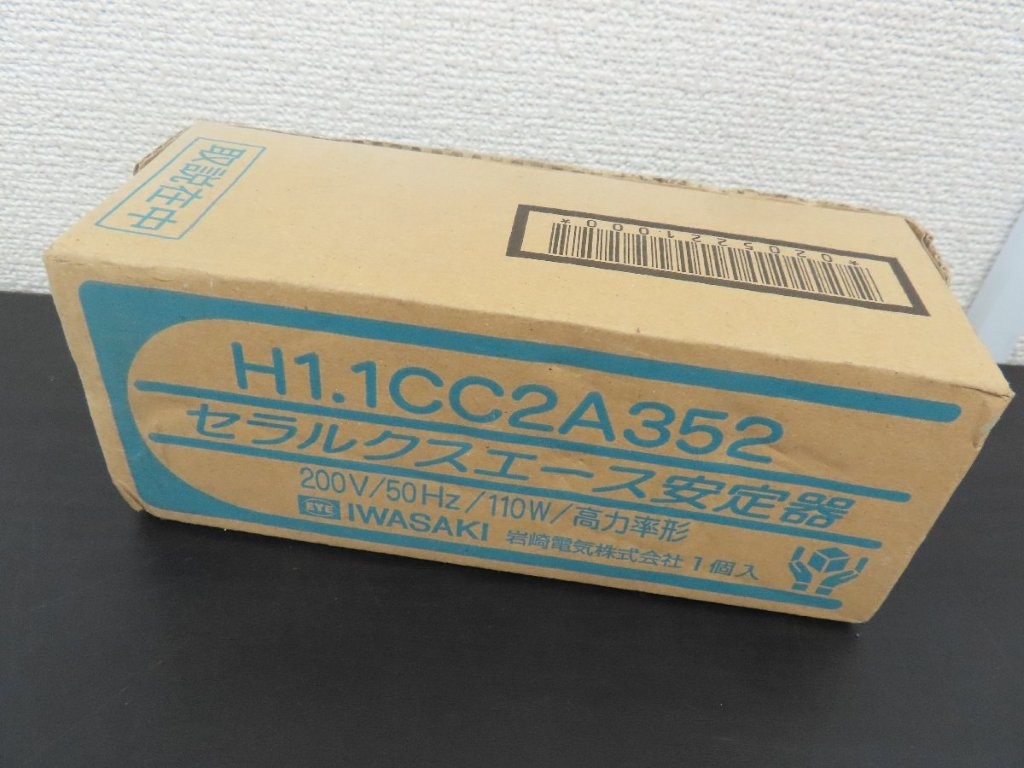 取説在中
*0205221000*
H1.1CC2A352
セラルクスエース安定器
200V/50Hz/110W/高力率形
EYE IWASAKI 岩崎電気株式会社 1個入